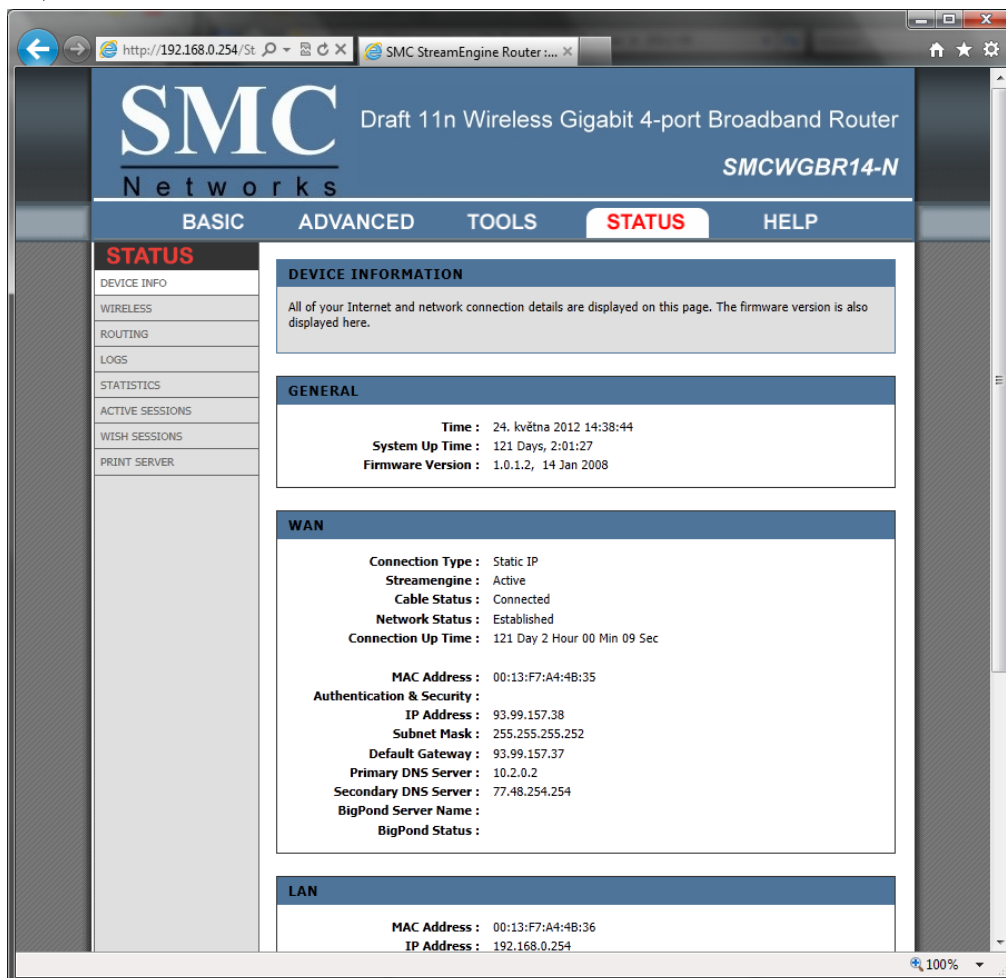 http://192.168.0.254/St
SMC StreamEngine Router :...
SMC
Networks
Draft 11n Wireless Gigabit 4-port Broadband Router
SMCWGBR14-N
BASIC ADVANCED TOOLS STATUS HELP
STATUS
DEVICE INFO
WIRELESS
ROUTING
LOGS
STATISTICS
ACTIVE SESSIONS
WISH SESSIONS
PRINT SERVER
DEVICE INFORMATION
All of your Internet and network connection details are displayed on this page. The firmware version is also
displayed here.
GENERAL
Time : 24. května 2012 14:38:44
System Up Time : 121 Days, 2:01:27
Firmware Version : 1.0.1.2, 14 Jan 2008
WAN
Connection Type : Static IP
Streamengine : Active
Cable Status : Connected
Network Status : Established
Connection Up Time : 121 Day 2 Hour 00 Min 09 Sec
MAC Address : 00:13:F7:A4:4B:35
Authentication & Security :
IP Address : 93.99.157.38
Subnet Mask : 255.255.255.252
Default Gateway : 93.99.157.37
Primary DNS Server : 10.2.0.2
Secondary DNS Server : 77.48.254.254
BigPond Server Name :
BigPond Status :
LAN
MAC Address : 00:13:F7:A4:4B:36
IP Address : 192.168.0.254
100%